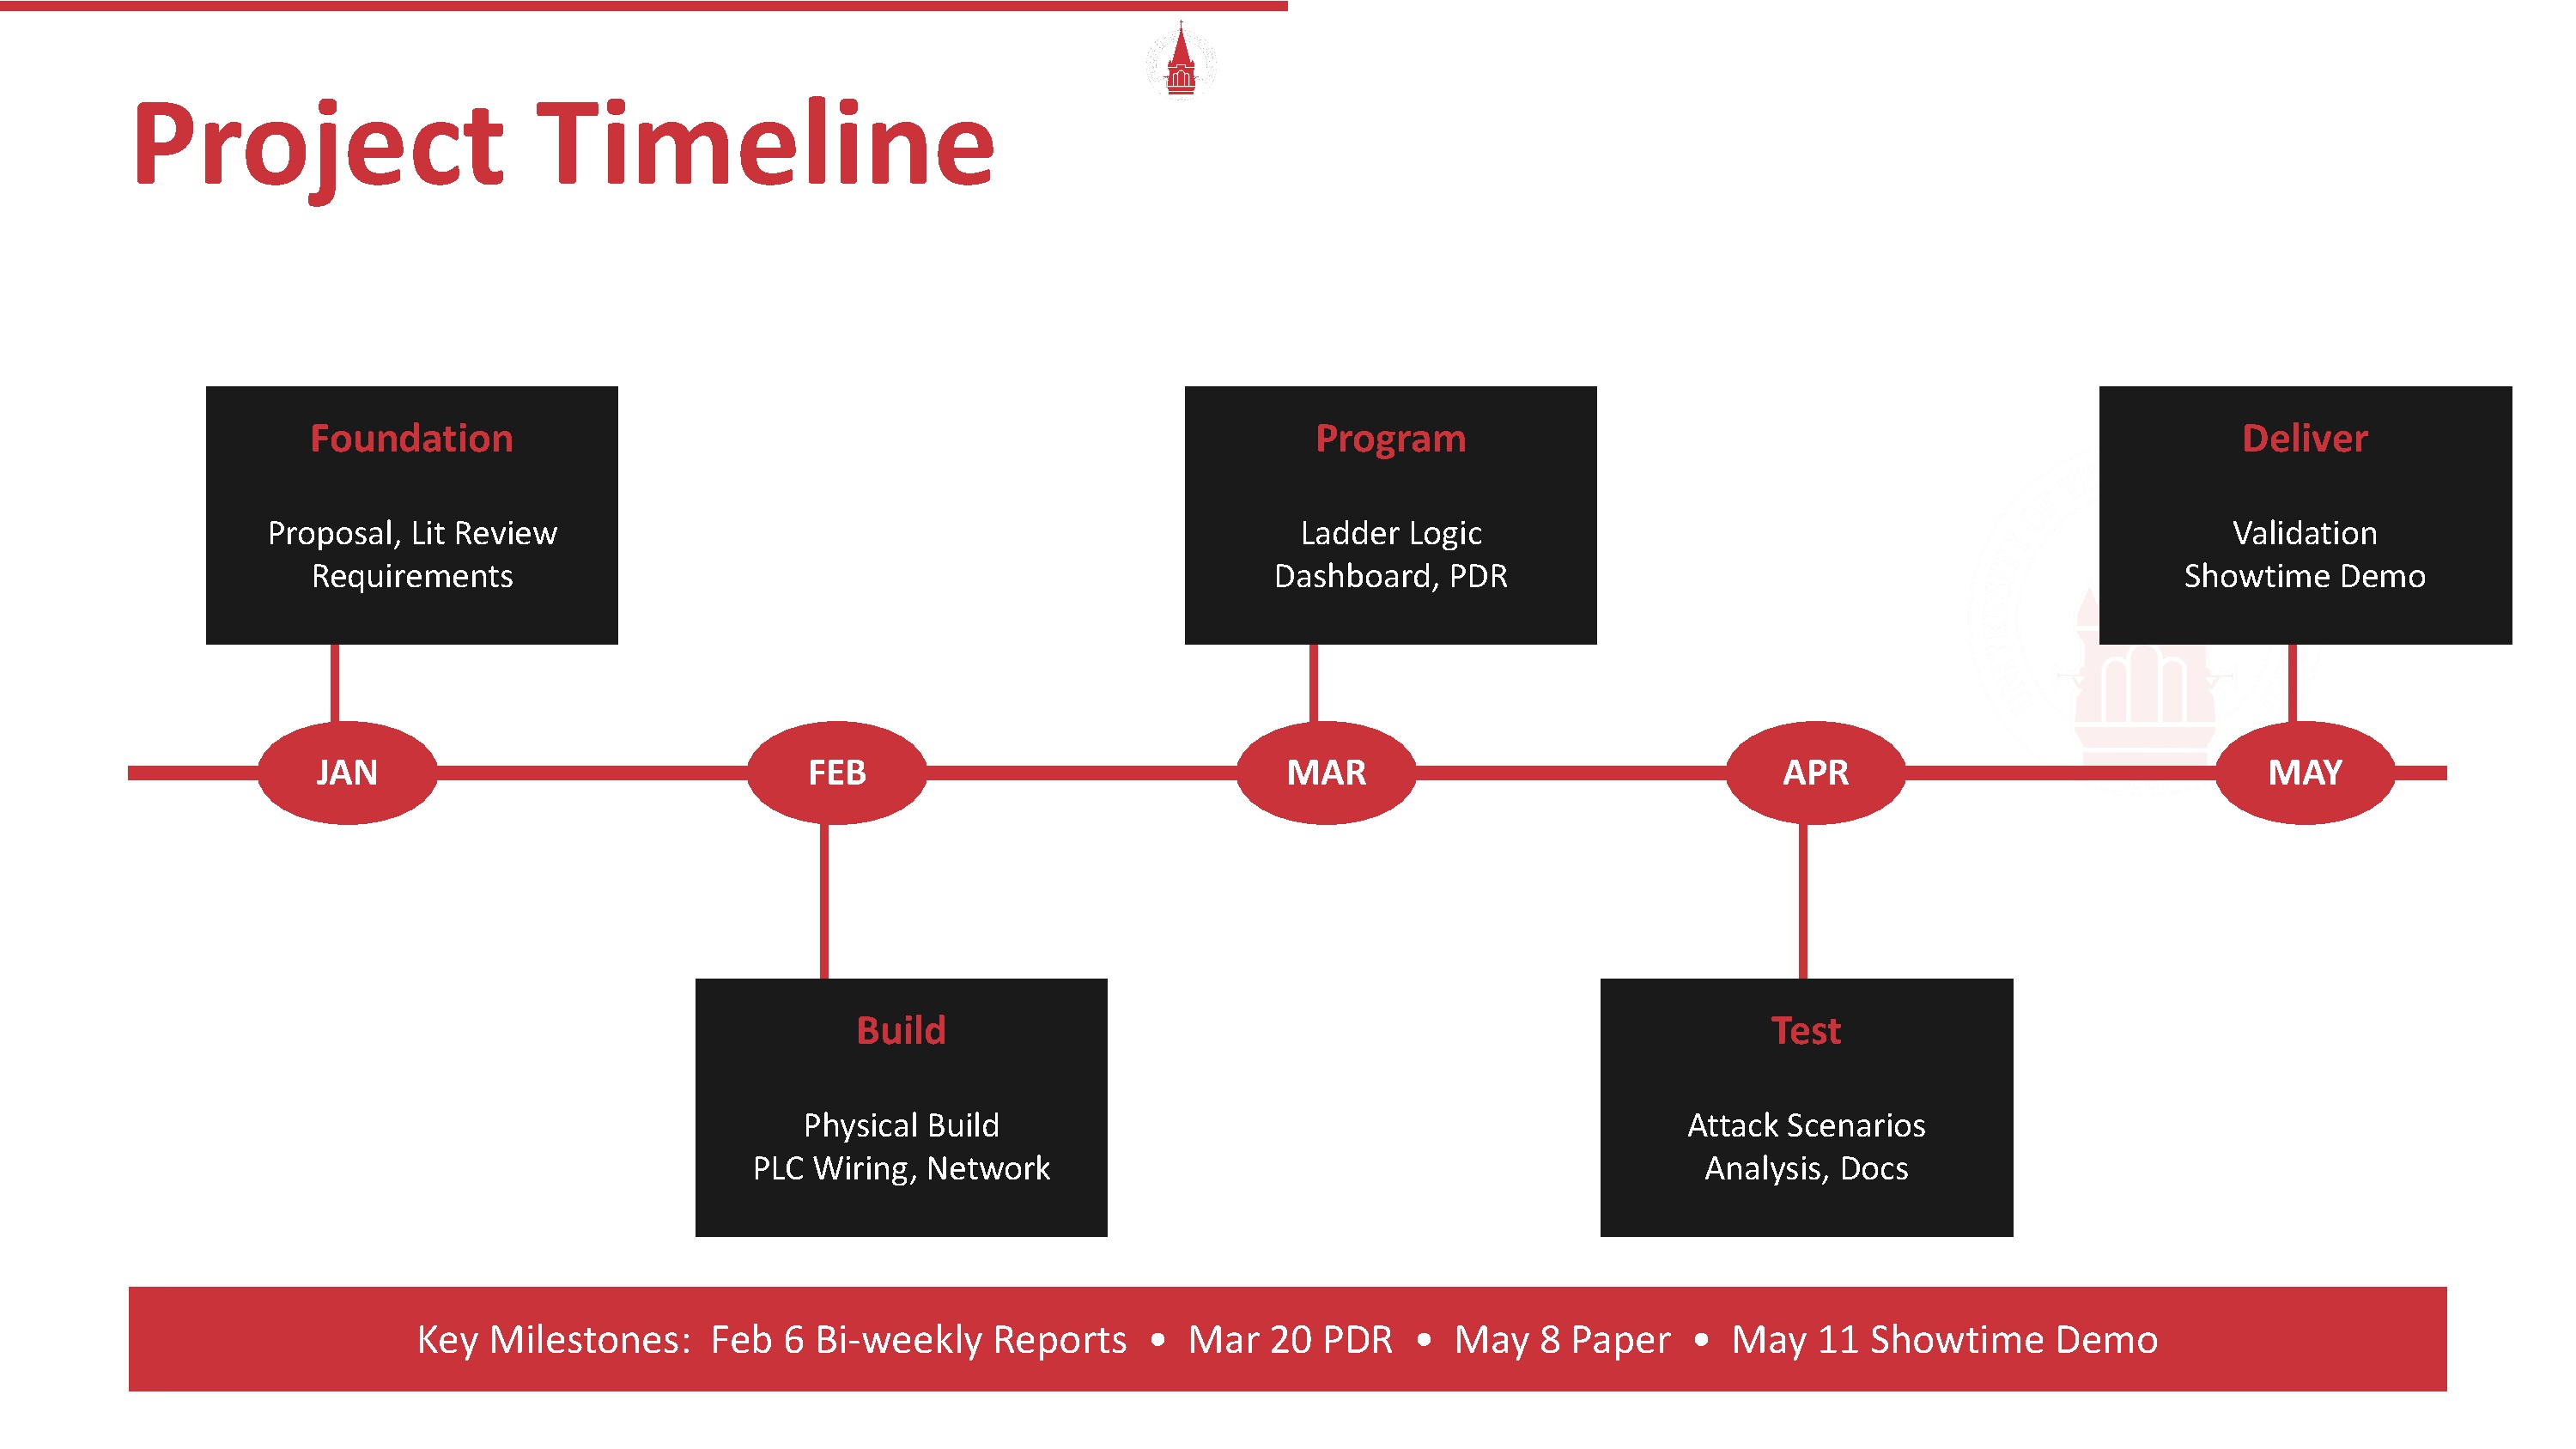 Project Timeline
Foundation
Proposal, Lit Review
Requirements
Program
Ladder Logic
Dashboard, PDR
Deliver
Validation
Showtime Demo
JAN
FEB
MAR
APR
MAY
Build
Physical Build
PLC Wiring, Network
Test
Attack Scenarios
Analysis, Docs
Key Milestones: Feb 6 Bi-weekly Reports • Mar 20 PDR • May 8 Paper • May 11 Showtime Demo